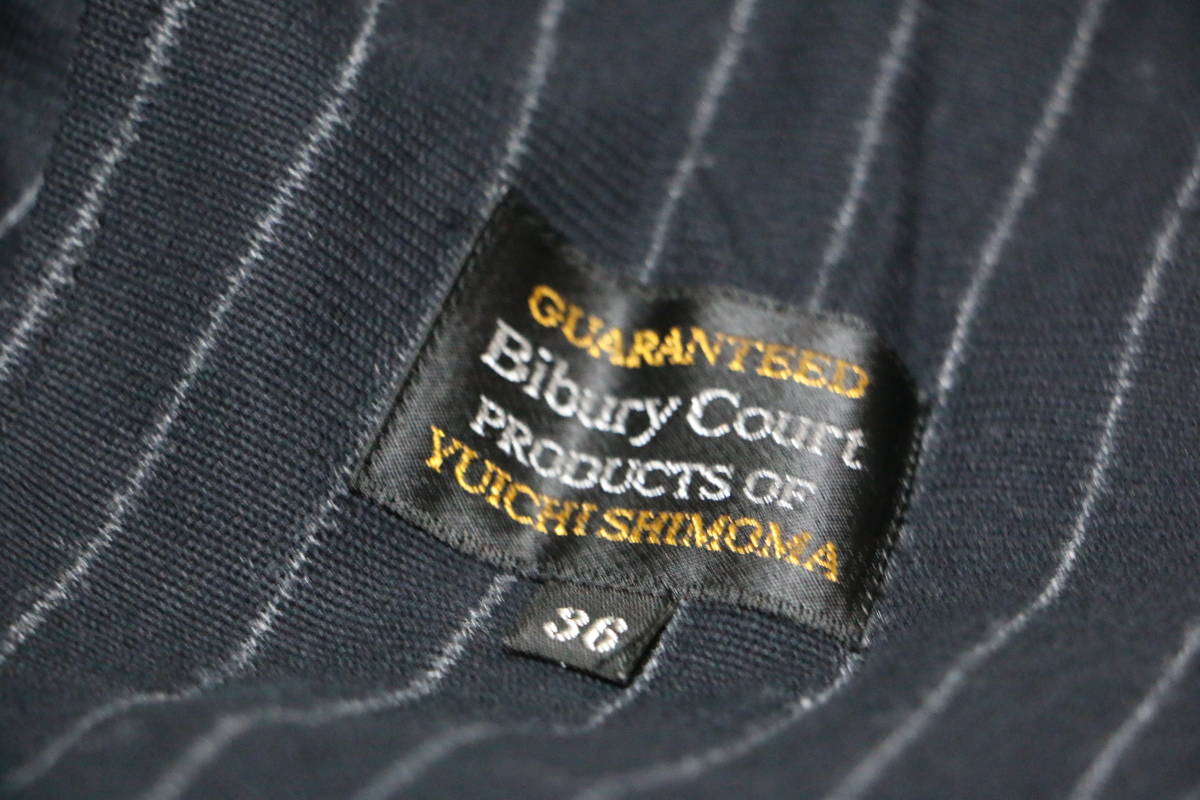 GUARANTEED
Bibury Court
PRODUCTS OF
YUICHI SHIMOMA
36